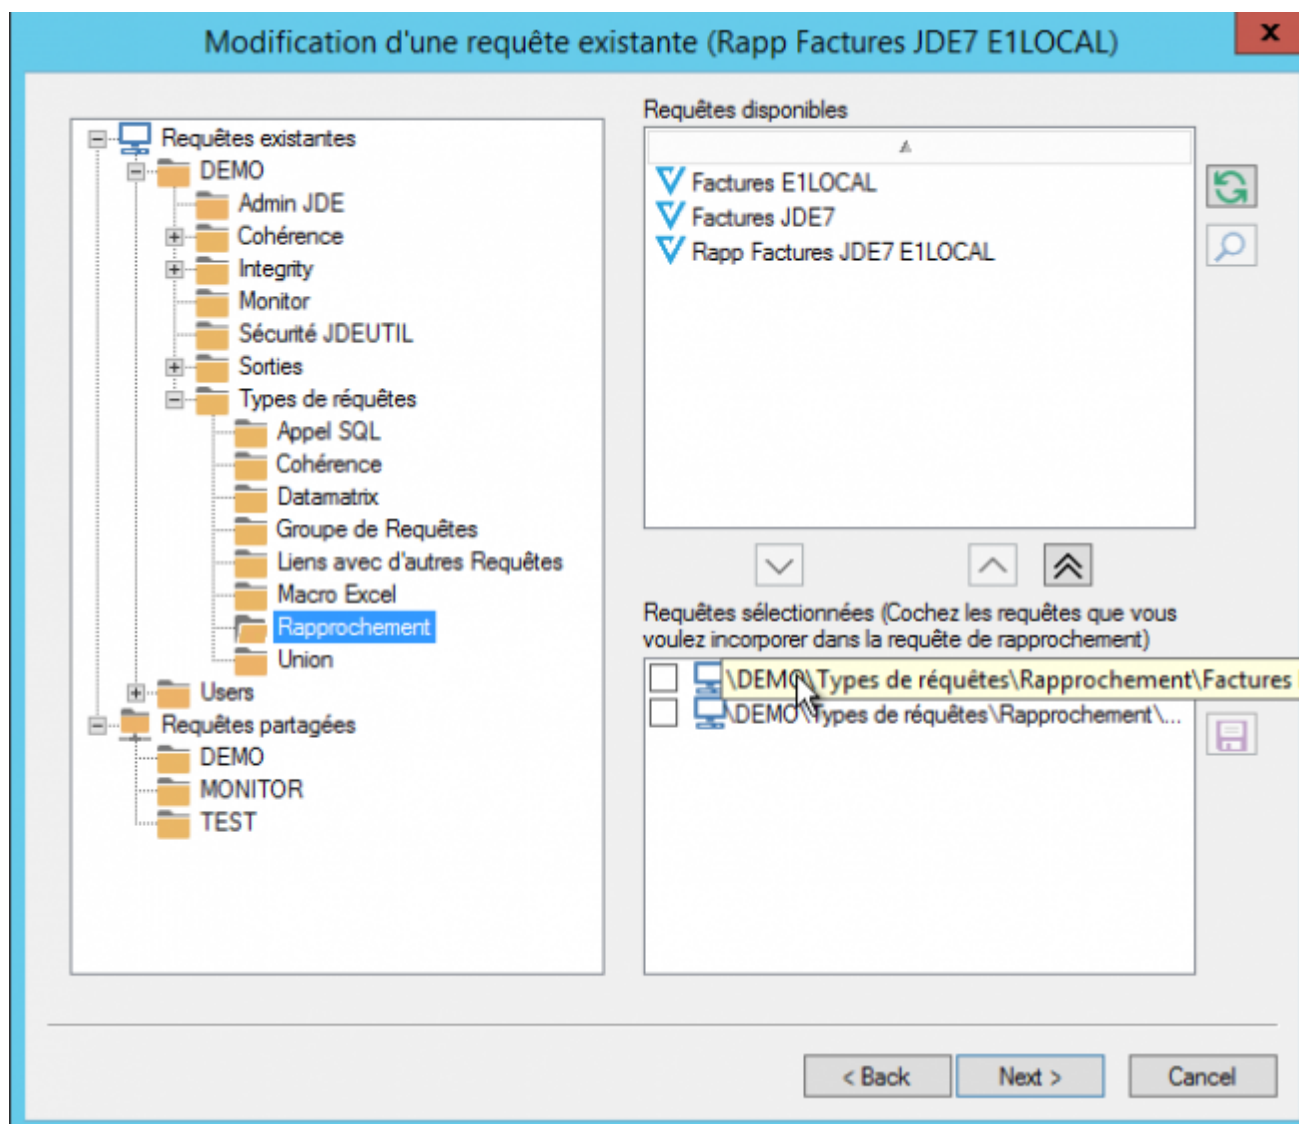 Modification d'une requête existante (Rapp Factures JDE7 E1LOCAL)
x
Requêtes existantes
DEMO
Admin JDE
Cohérence
Integrity
Monitor
Sécurité JDEUTIL
Sorties
Types de réquêtes
Appel SQL
Cohérence
Datamatrix
Groupe de Requêtes
Liens avec d'autres Requêtes
Macro Excel
Rapprochement
Union
Users
Requêtes partagées
DEMO
MONITOR
TEST
Requêtes disponibles
Factures E1LOCAL
Factures JDE7
Rapp Factures JDE7 E1LOCAL
Requêtes sélectionnées (Cochez les requêtes que vous
voulez incorporer dans la requête de rapprochement)
\DEMO\Types de réquêtes\Rapprochement\Factures
\DEMO\Types de réquêtes\Rapprochement\...
< Back
Next >
Cancel